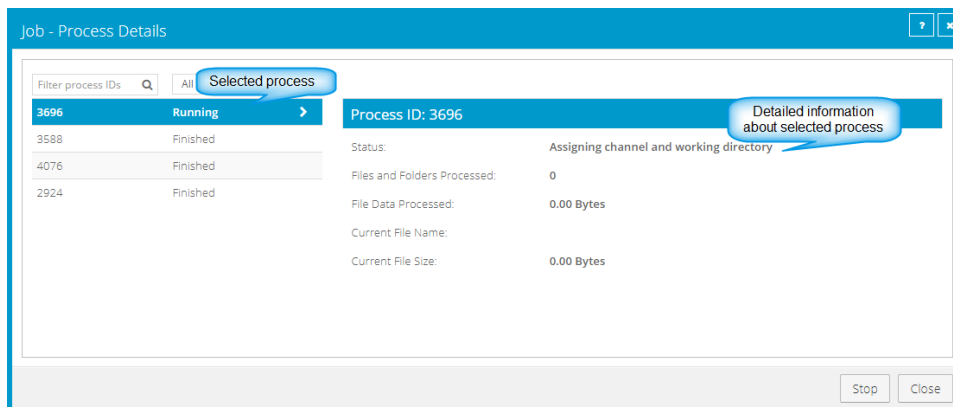 Job - Process Details
?
Filter process IDs
All
Selected process
3696 Running
3588 Finished
4076 Finished
2924 Finished
Process ID: 3696
Detailed information
about selected process
Status: Assigning channel and working directory
Files and Folders Processed: 0
File Data Processed: 0.00 Bytes
Current File Name:
Current File Size: 0.00 Bytes
Stop Close